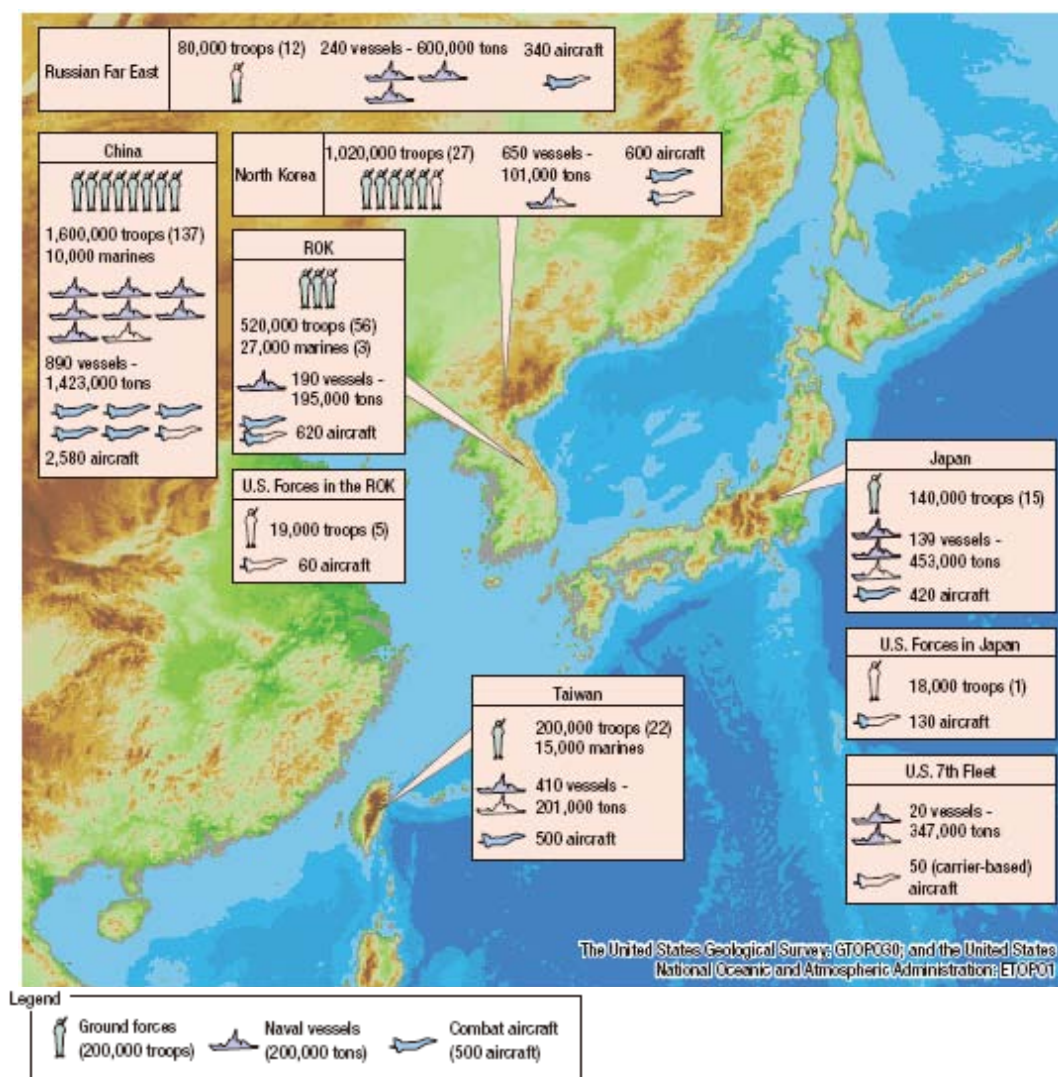 Russian Far East
80,000 troops (12)
240 vessels - 600,000 tons
340 aircraft
China
1,600,000 troops (137)
10,000 marines
890 vessels -
1,423,000 tons
2,580 aircraft
North Korea
1,020,000 troops (27)
650 vessels -
101,000 tons
600 aircraft
ROK
520,000 troops (56)
27,000 marines (3)
190 vessels -
195,000 tons
620 aircraft
U.S. Forces in the ROK
19,000 troops (5)
60 aircraft
Japan
140,000 troops (15)
139 vessels -
453,000 tons
420 aircraft
U.S. Forces in Japan
18,000 troops (1)
130 aircraft
Taiwan
200,000 troops (22)
15,000 marines
410 vessels -
201,000 tons
500 aircraft
U.S. 7th Fleet
20 vessels -
347,000 tons
50 (carrier-based)
aircraft
The United States Geological Survey; GTOPO30; and the United States
National Oceanic and Atmospheric Administration; ETOPO1
Legend
Ground forces
(200,000 troops)
Naval vessels
(200,000 tons)
Combat aircraft
(500 aircraft)